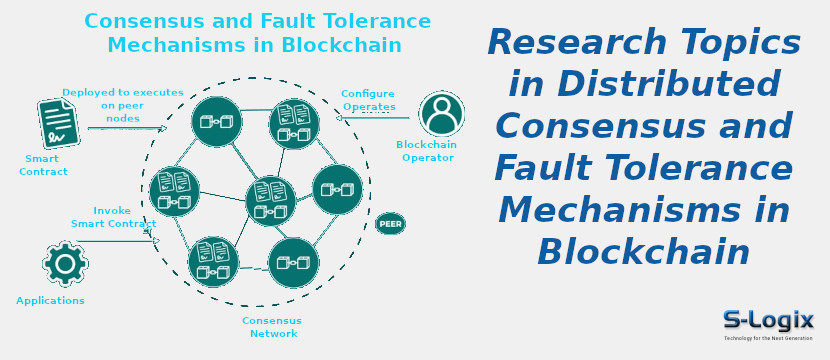 Consensus and Fault Tolerance
Mechanisms in Blockchain
Deployed to executes
on peer
nodes
Configure
Operates
Smart
Contract
Blockchain
Operator
Invoke
Smart Contract
PEER
Applications
Consensus
Network
Research Topics
in Distributed
Consensus and
Fault Tolerance
Mechanisms in
Blockchain
S-Logix
Technology for the Next Generation